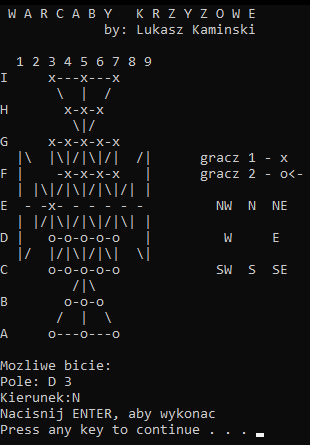 W A R C A B Y   K R Z Y Z O W E
            by: Lukasz Kaminski

  1 2 3 4 5 6 7 8 9
I     x---x---x
       \  |  /
H       x-x-x
         \|/
G     x-x-x-x-x
  |\  |\|/|\|/|  /|      gracz 1 - x
F |    -x-x-x-x   |      gracz 2 - o<-
  | |\|/|\|/|\|/| |
E  - -x- - - - - -         NW  N  NE
  | |/|\|/|\|/|\| |
D |   o-o-o-o-o   |         W     E
  |/  |/|\|/|\|  \|
C     o-o-o-o-o            SW  S  SE
         /|\
B       o-o-o
       /  |  \
A     o---o---o

Mozliwe bicie:
Pole: D 3
Kierunek:N
Nacisnij ENTER, aby wykonac
Press any key to continue . . .